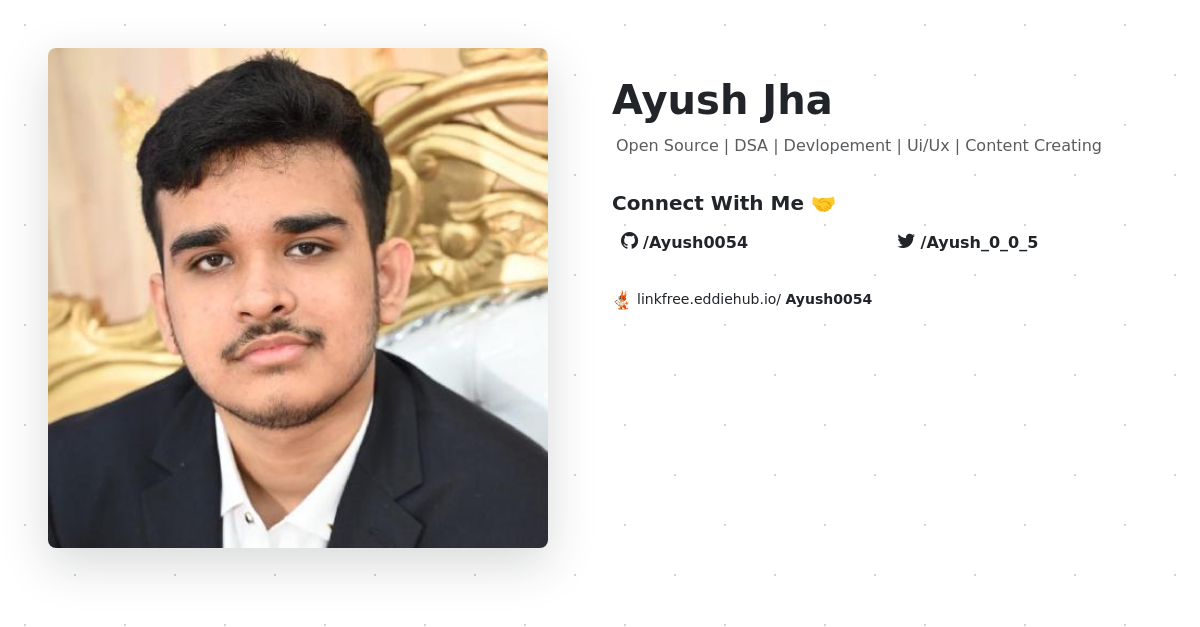 Ayush Jha
Open Source | DSA | Devlopement | Ui/Ux | Content Creating
Connect With Me 🤝
/Ayush0054
/Ayush_0_0_5
linkfree.eddiehub.io/ Ayush0054